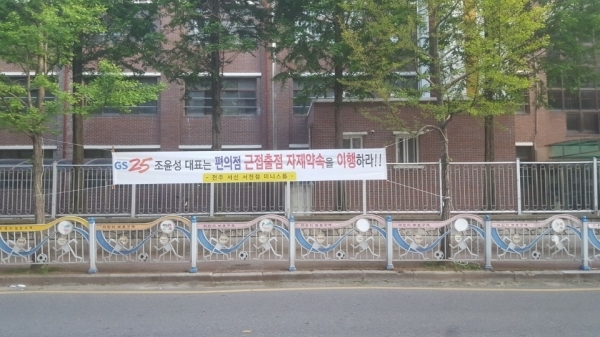 GS25 조윤성 대표는 편의점 근접출점 자제약속을 이행하라!!
- 전주 서신 서현점 미니스톱 -